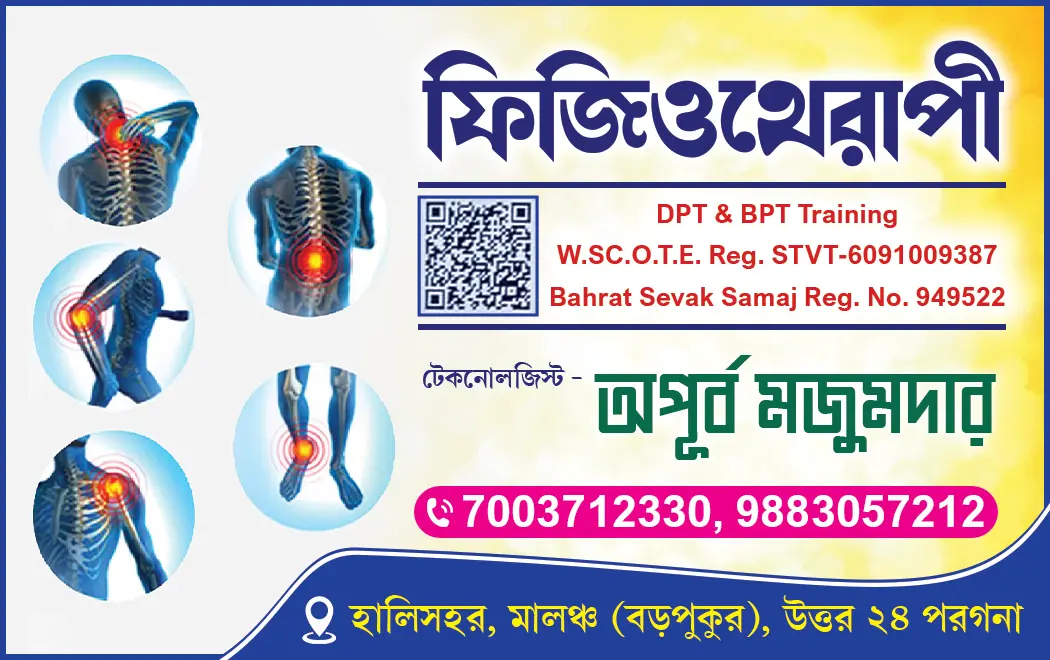 ফিজিওথেরাপী
DPT & BPT Training
W.SC.O.T.E. Reg. STVT-6091009387
Bahrat Sevak Samaj Reg. No. 949522
টেকনোলজিস্ট - অপূর্ব মজুমদার
7003712330, 9883057212
হালিসহর, মালঞ্চ (বড়পুকুর), উত্তর ২৪ পরগনা